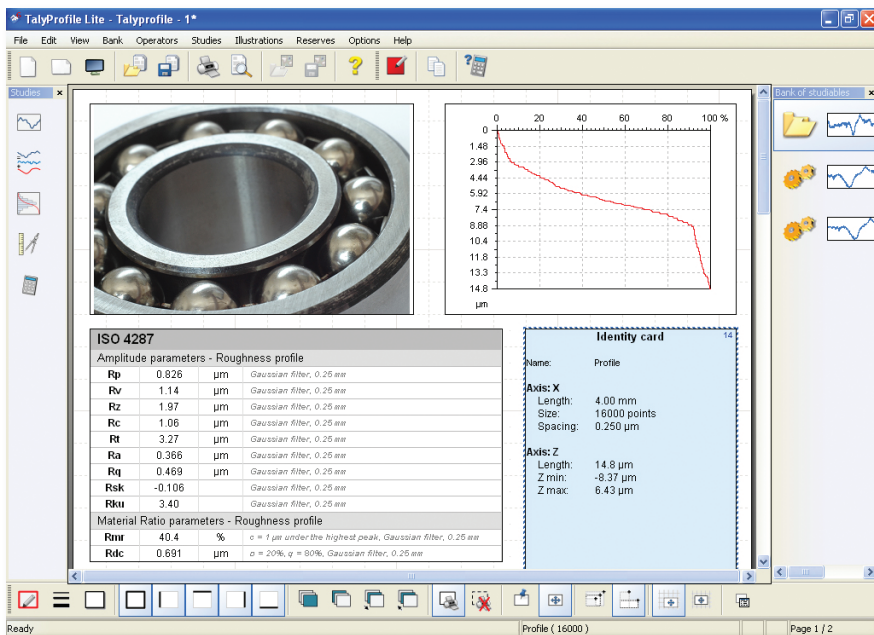 TalyProfile Lite - Talyprofile - 1*
File Edit View Bank Operators Studies Illustrations Reserves Options Help
Studies
Bank of studiables
0 20 40 60 80 100 %
0
1.48
2.96
4.44
5.92
7.4
8.88
10.4
11.8
13.3
14.8
µm
ISO 4287
Amplitude parameters - Roughness profile
Rp 0.826 µm Gaussian filter, 0.25 mm
Rv 1.14 µm Gaussian filter, 0.25 mm
Rz 1.97 µm Gaussian filter, 0.25 mm
Rc 1.06 µm Gaussian filter, 0.25 mm
Rt 3.27 µm Gaussian filter, 0.25 mm
Ra 0.366 µm Gaussian filter, 0.25 mm
Rq 0.469 µm Gaussian filter, 0.25 mm
Rsk -0.106 Gaussian filter, 0.25 mm
Rku 3.40 Gaussian filter, 0.25 mm
Material Ratio parameters - Roughness profile
Rmr 40.4 % c = 1 µm under the highest peak, Gaussian filter, 0.25 mm
Rdc 0.691 µm p = 20%, q = 80%, Gaussian filter, 0.25 mm
Identity card 14
Name: Profile
Axis: X
Length: 4.00 mm
Size: 16000 points
Spacing: 0.250 µm
Axis: Z
Length: 14.8 µm
Z min: -8.37 µm
Z max: 6.43 µm
Ready Profile ( 16000 ) Page 1 / 2